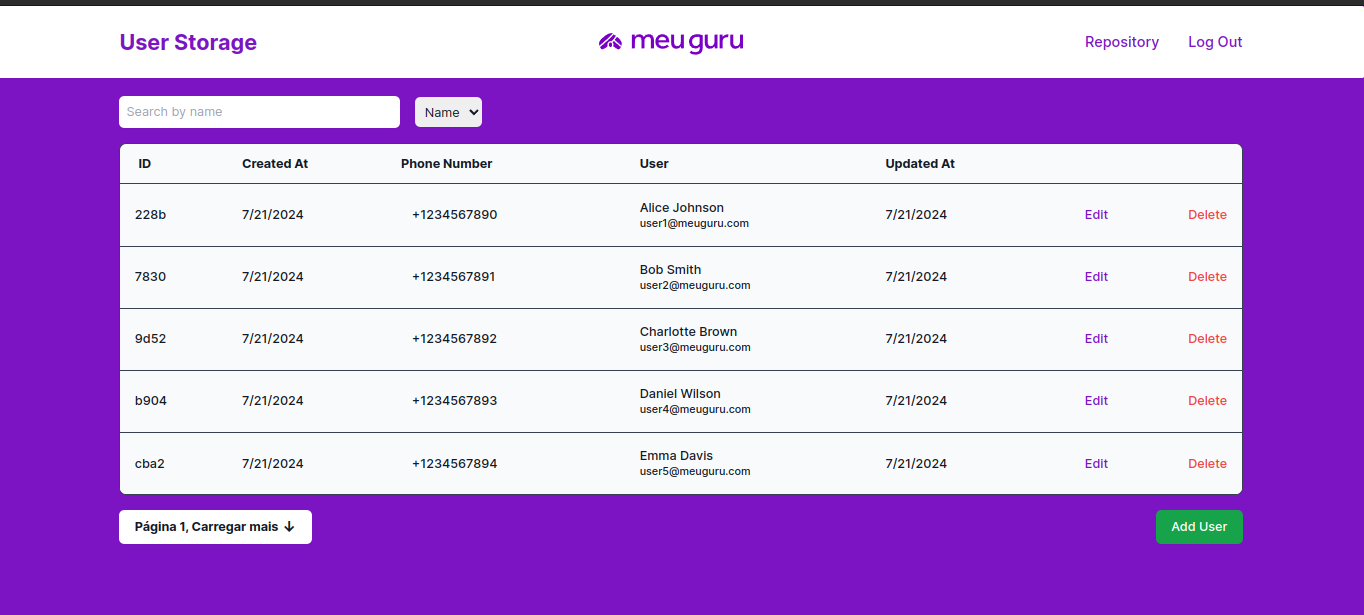 User Storage
meu guru
Repository
Log Out
Search by name
Name
ID Created At Phone Number User Updated At
228b 7/21/2024 +1234567890 Alice Johnson 7/21/2024 Edit Delete
user1@meuguru.com
7830 7/21/2024 +1234567891 Bob Smith 7/21/2024 Edit Delete
user2@meuguru.com
9d52 7/21/2024 +1234567892 Charlotte Brown 7/21/2024 Edit Delete
user3@meuguru.com
b904 7/21/2024 +1234567893 Daniel Wilson 7/21/2024 Edit Delete
user4@meuguru.com
cba2 7/21/2024 +1234567894 Emma Davis 7/21/2024 Edit Delete
user5@meuguru.com
Página 1, Carregar mais ↓
Add User